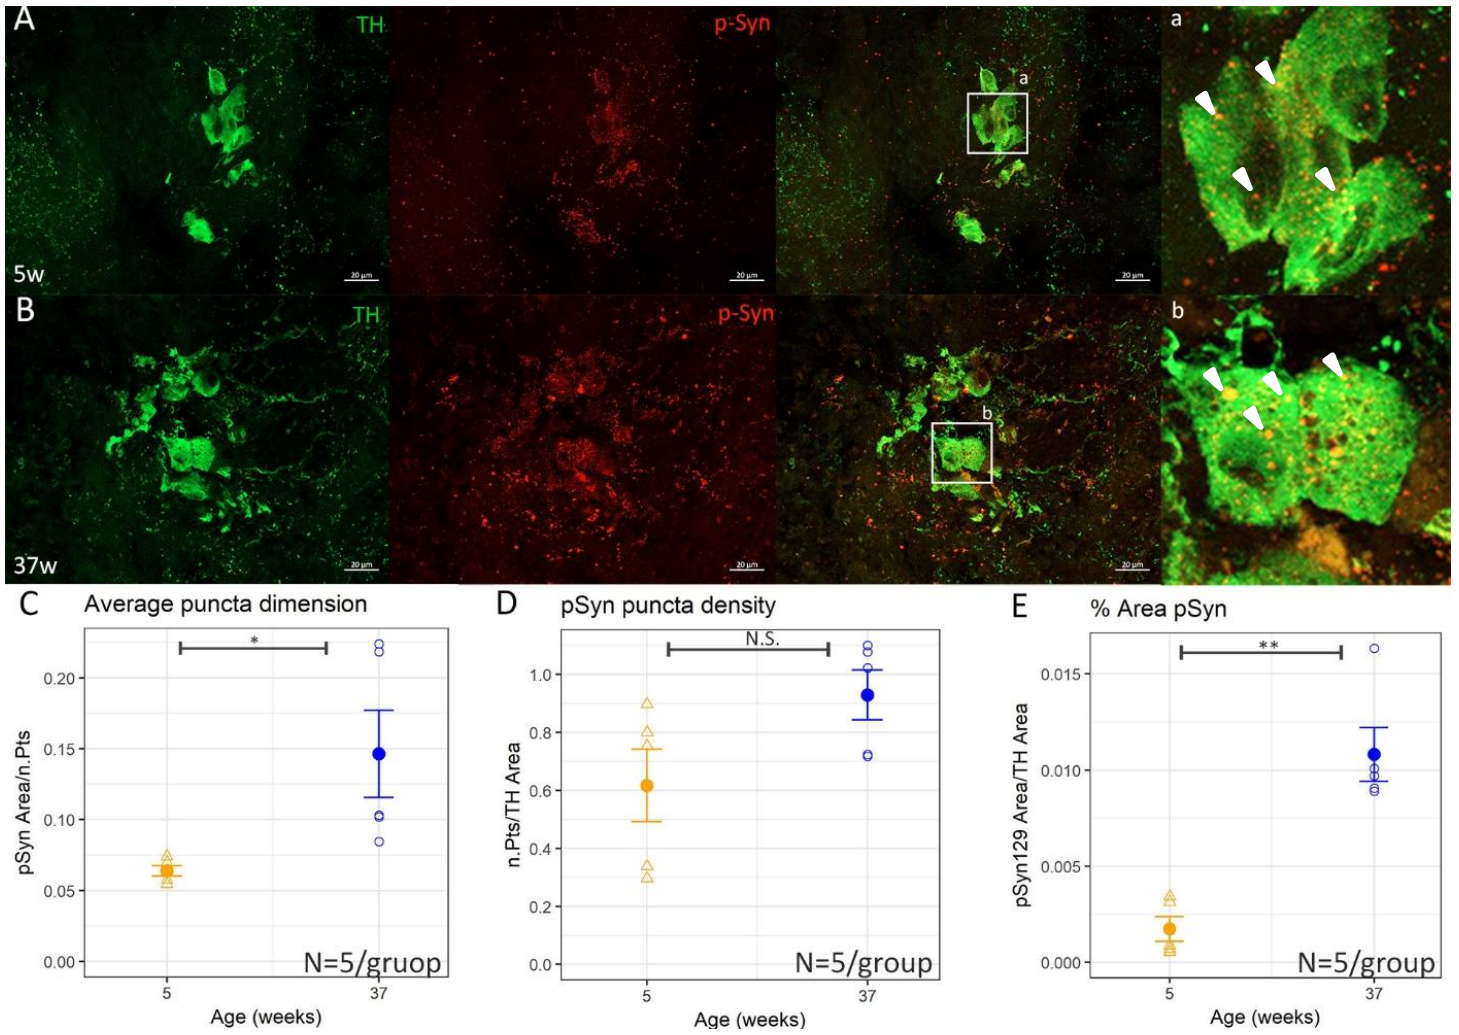 A
TH
p-Syn
a
a
5w
20 µm
20 µm
20 µm
B
TH
p-Syn
b
b
37w
20 µm
20 µm
20 µm
C Average puncta dimension
*
pSyn Area/n.Pts
0.20
0.15
0.10
0.05
0.00
N=5/gruop
5
37
Age (weeks)
D pSyn puncta density
N.S.
n.Pts/TH Area
1.0
0.8
0.6
0.4
0.2
0.0
N=5/group
5
37
Age (weeks)
E % Area pSyn
**
pSyn129 Area/TH Area
0.015
0.010
0.005
0.000
N=5/group
5
37
Age (weeks)